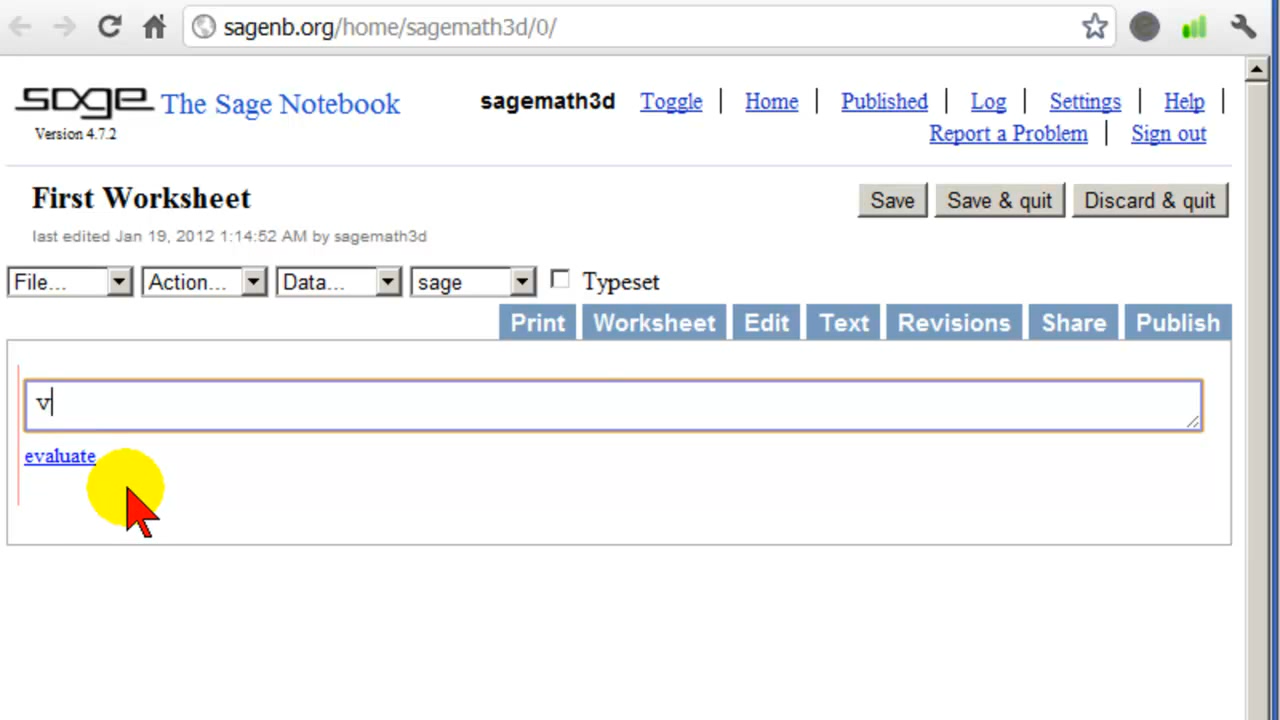 sagenb.org/home/sagemath3d/0/
sage The Sage Notebook
Version 4.7.2
sagemath3d Toggle | Home | Published | Log | Settings | Help |
Report a Problem | Sign out
First Worksheet
Save Save & quit Discard & quit
last edited Jan 19, 2012 1:14:52 AM by sagemath3d
File... Action... Data... sage Typeset
Print Worksheet Edit Text Revisions Share Publish
v
evaluate